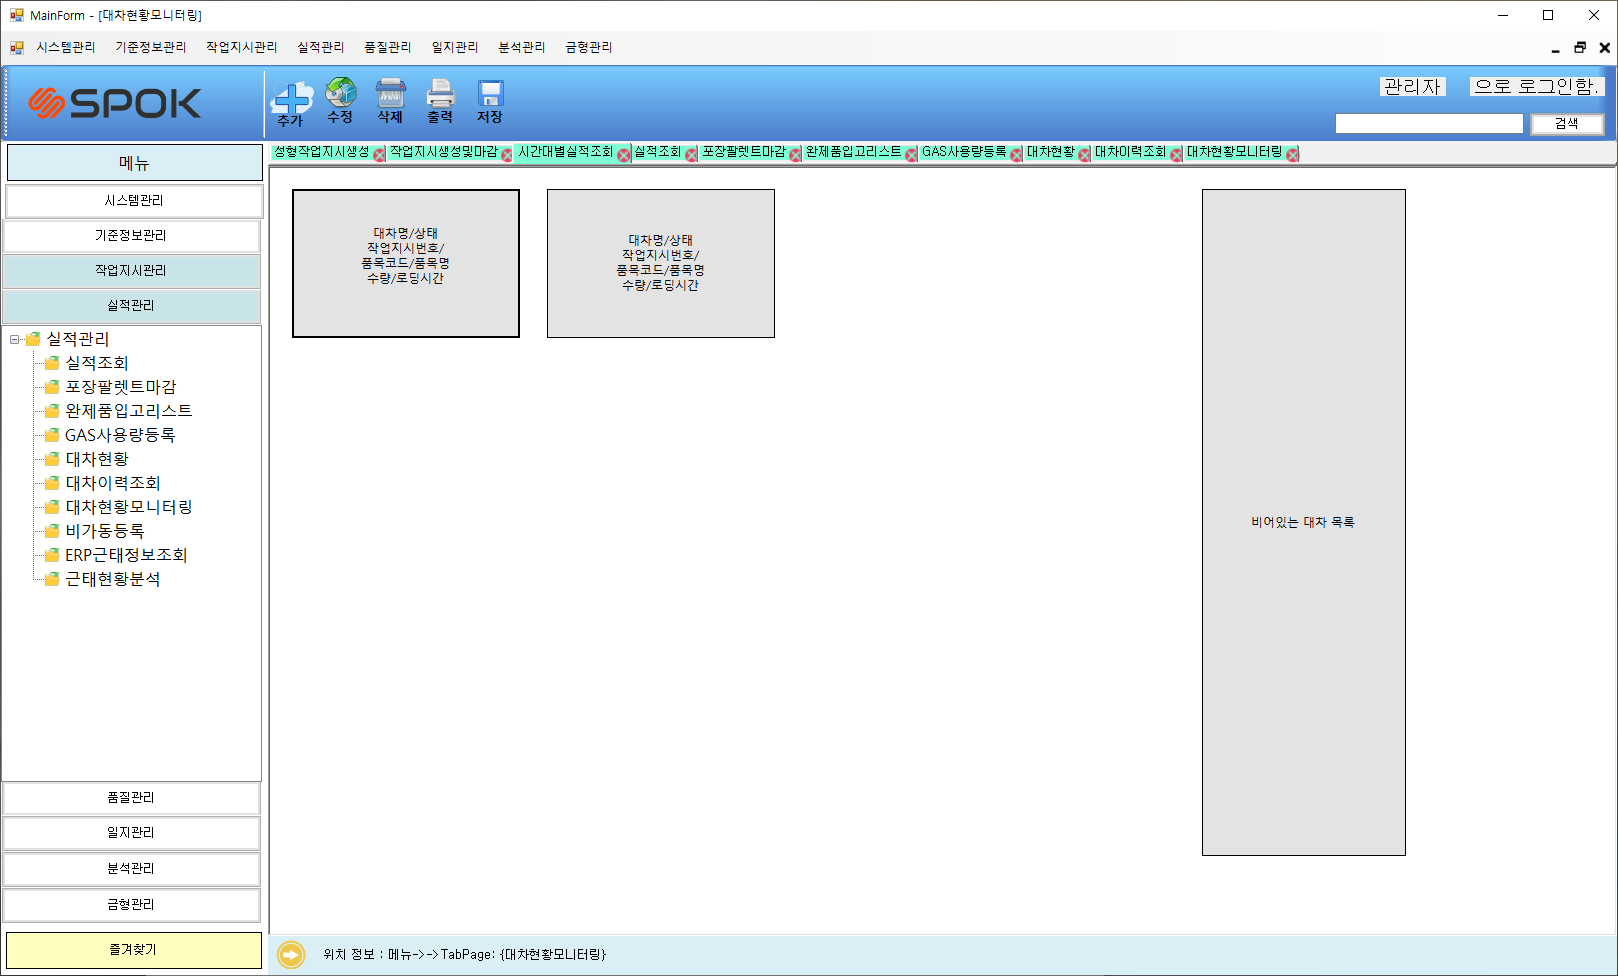 MainForm - [대차현황모니터링]
시스템관리 기준정보관리 작업지시관리 실적관리 품질관리 일지관리 분석관리 금형관리
SPOK
추가 수정 삭제 출력 저장
관리자 으로 로그인함.
검색
메뉴
성형작업지시생성 작업지시생성및마감 시간대별실적조회 실적조회 포장팔렛트마감 완제품입고리스트 GAS사용량등록 대차현황 대차이력조회 대차현황모니터링
시스템관리
기준정보관리
작업지시관리
실적관리
실적관리
실적조회
포장팔렛트마감
완제품입고리스트
GAS사용량등록
대차현황
대차이력조회
대차현황모니터링
비가동등록
ERP근태정보조회
근태현황분석
품질관리
일지관리
분석관리
금형관리
즐겨찾기
대차명/상태
작업지시번호/
품목코드/품목명
수량/로딩시간
대차명/상태
작업지시번호/
품목코드/품목명
수량/로딩시간
비어있는 대차 목록
위치 정보 : 메뉴->->TabPage: {대차현황모니터링}